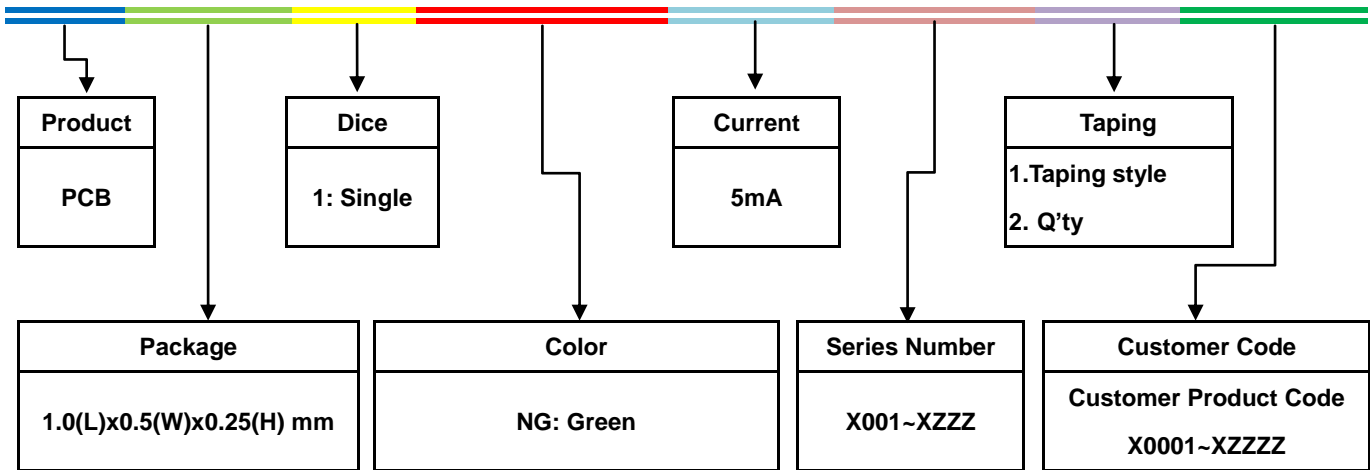 Product
PCB
Dice
1: Single
Current
5mA
Taping
1.Taping style
2. Q’ty
Package
1.0(L)x0.5(W)x0.25(H) mm
Color
NG: Green
Series Number
X001~XZZZ
Customer Code
Customer Product Code
X0001~XZZZZ